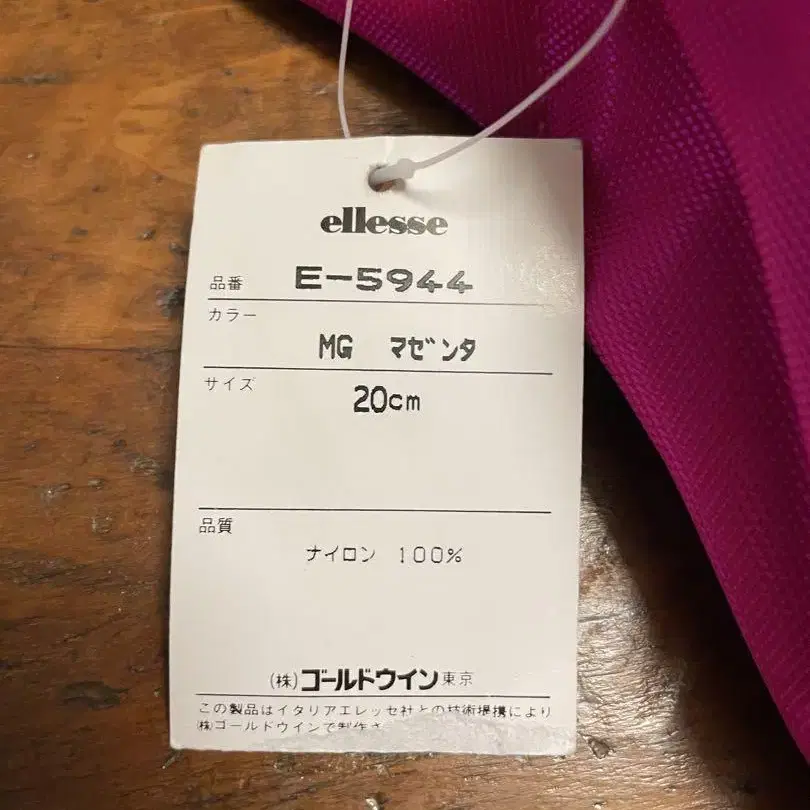 ellesse
品番 E-5944
カラー
MG マゼンタ
サイズ
20cm
品質
ナイロン 100%
(株)ゴールドウイン東京
この製品はイタリアエレッセ社との技術提携により
(株)ゴールドウインで製作さ